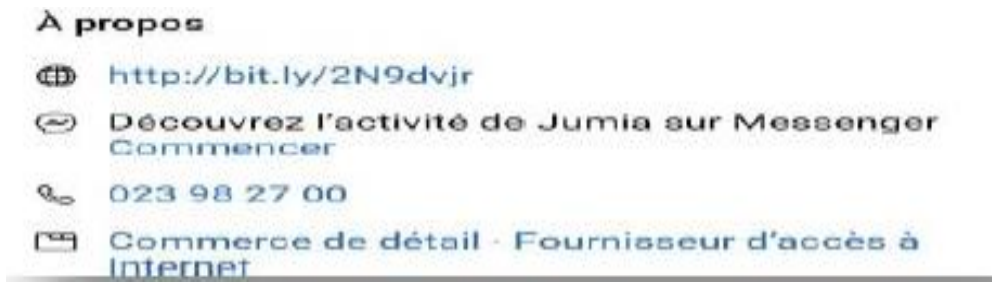 À propos
http://bit.ly/2N9dvjr
Découvrez l'activité de Jumia sur Messenger
Commencer
023 98 27 00
Commerce de détail · Fournisseur d'accès à
Internet